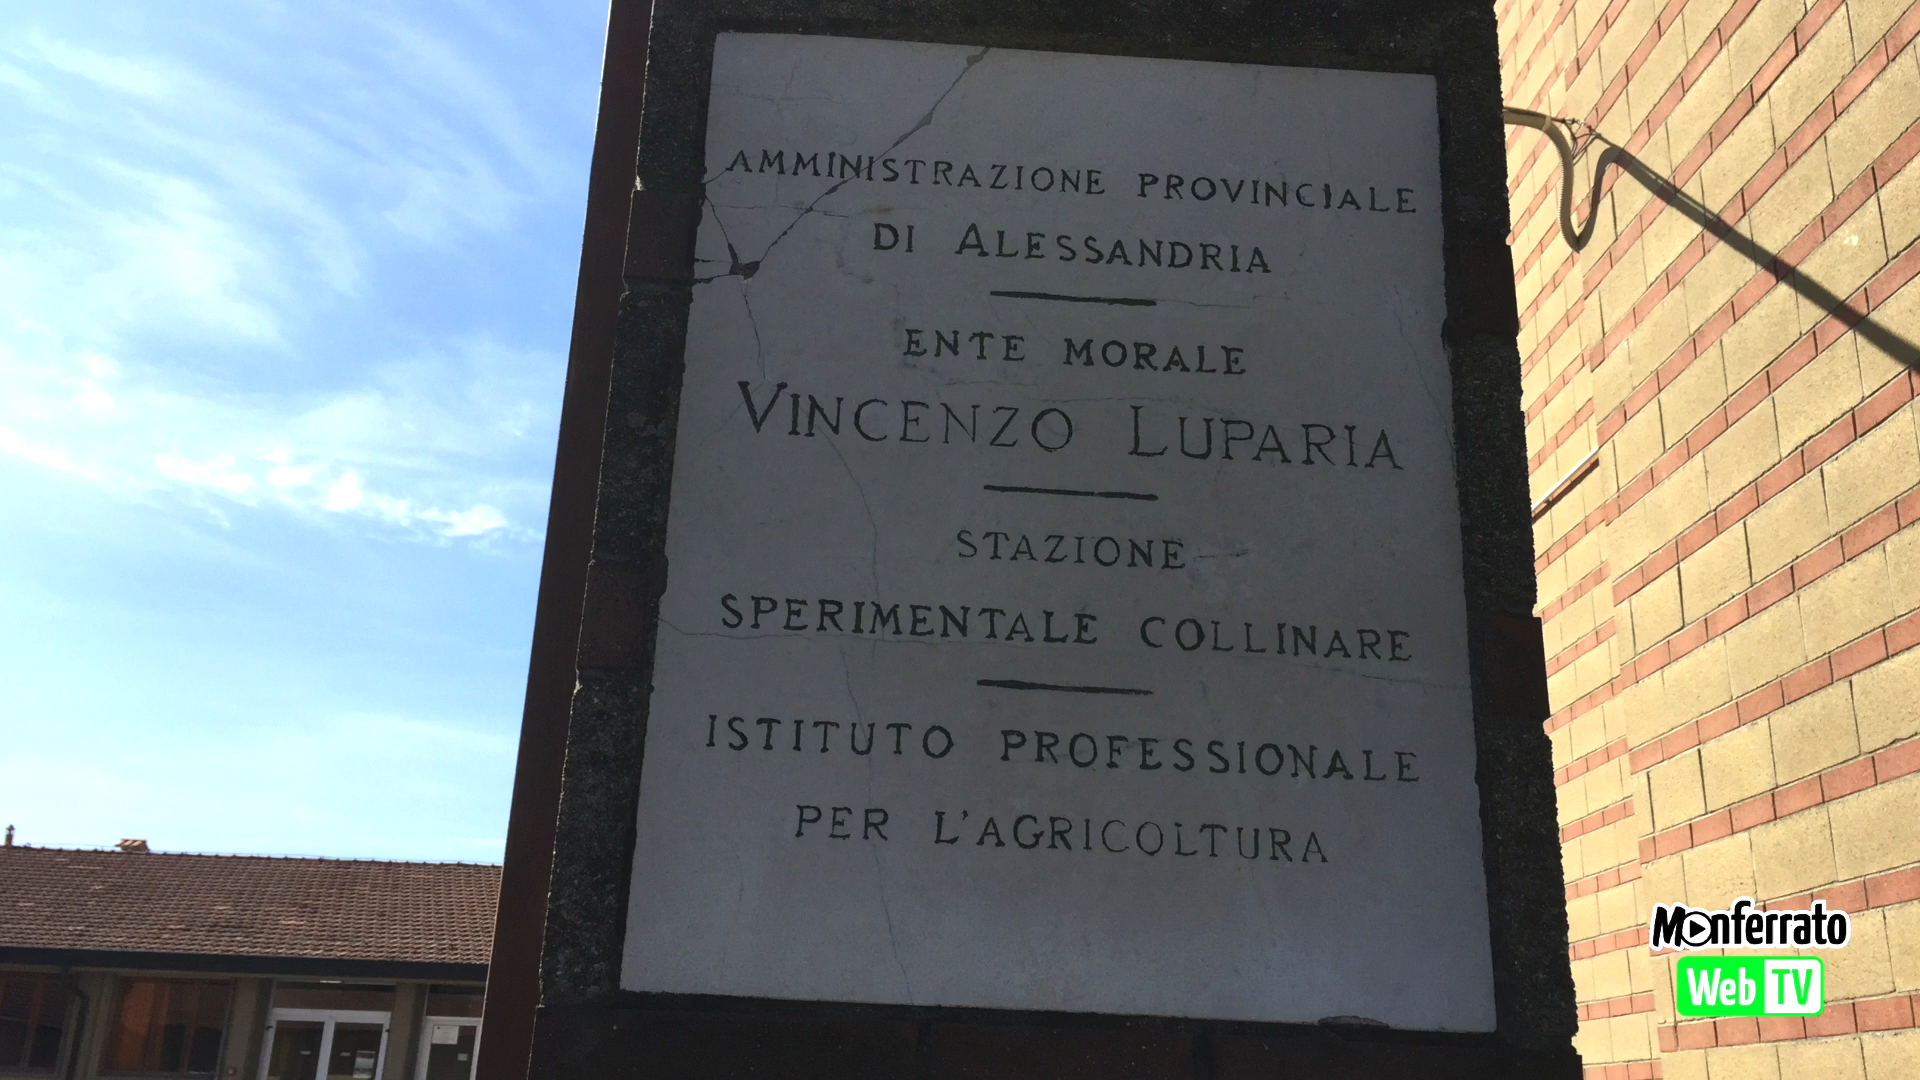 AMMINISTRAZIONE PROVINCIALE
DI ALESSANDRIA
ENTE MORALE
VINCENZO LUPARIA
STAZIONE
SPERIMENTALE COLLINARE
ISTITUTO PROFESSIONALE
PER L'AGRICOLTURA
Monferrato
Web TV